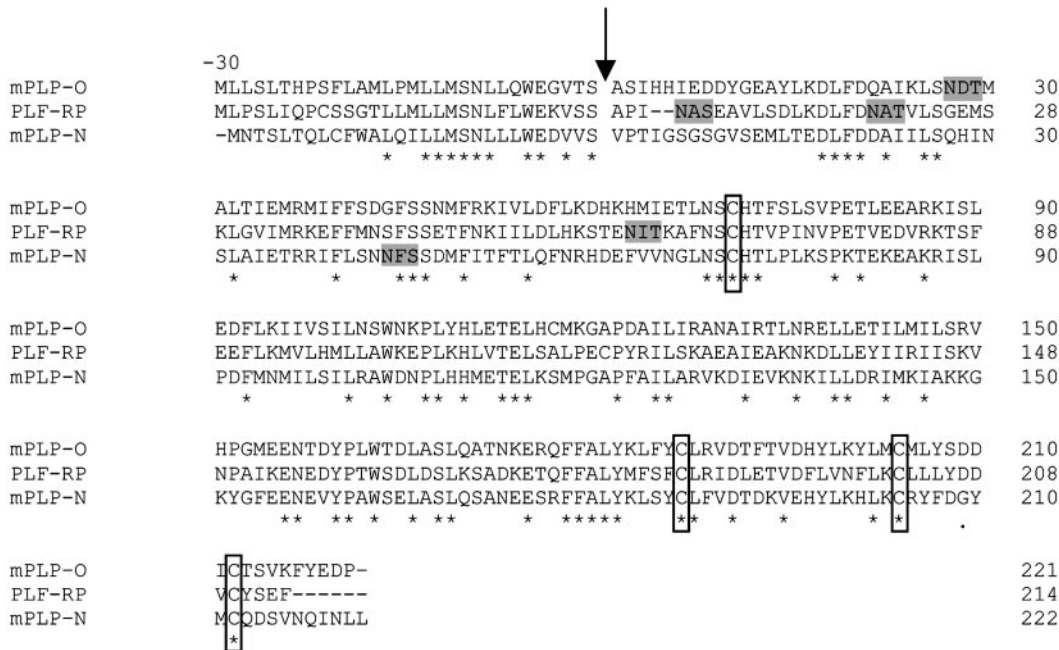 -30
mPLP-O MLLSLTHPSFLAMLPMLLMSNLLQWEGVTS ASIHHIEDDYGEAYLKDLFDQAIKLSNDTM 30
PLF-RP MLPSLIQPCSSGTLLMLLMSNLFLWEKVSS API--NASEAVLSDLKDLFDNATVLSGEMS 28
mPLP-N -MNTSLTQLCFWALQILLMSNLLLWEDVVS VPTIGSGSGVSEMLTEDLFDDAIILSQHIN 30
* ***** ** * * **** * **
mPLP-O ALTIEMRMIFFSDGFSSNMFRKIVLDFLKDHKHMIETLNSCHTFSLSVPETLEEARKISL 90
PLF-RP KLGVIMRKEFFMNSFSSETFNKIILDLHKSTENITKAFNSCHTVPINVPETVEDVRKTSF 88
mPLP-N SLAIETRRIFLSNNFSSDMFITFTLQFNRHDEFVVNGLNSCHTLPLKSPKTEKEAKRISL 90
* * *** * * ***** * * *
mPLP-O EDFLKIIVSILNSWNKPLYHLETELHCMKGAPDAILIRANAIRTLNRELLETILMILSRV 150
PLF-RP EEFLKMVLHMLLAWKEPLKHLVTELSALPECPYRILSKAEAIEAKNKDLLEYIIRIISKV 148
mPLP-N PDFMNMILSILRAWDNPLHHMETELKSMPGAPFAILARVKDIEVKNKILLDRIMKIAKKG 150
* * * ** * *** * ** * * ** * *
mPLP-O HPGMEENTDYPLWTDLASLQATNKERQFFALYKLFYCLRVDTFTVDHYLKYLMCMLYSDD 210
PLF-RP NPAIKENEDYPTWSDLDSLKSADKETQFFALYMFSFCLRIDLETVDFLVNFLKCLLLYDD 208
mPLP-N KYGFEENEVYPAWSELASLQSANEESRFFALYKLSYCLFVDTDKVEHYLKHLKCRYFDGY 210
** ** * * ** * ***** ** * * * * .
mPLP-O ICTSVKFYEDP- 221
PLF-RP VCYSEF------ 214
mPLP-N MCQDSVNQINLL 222
*